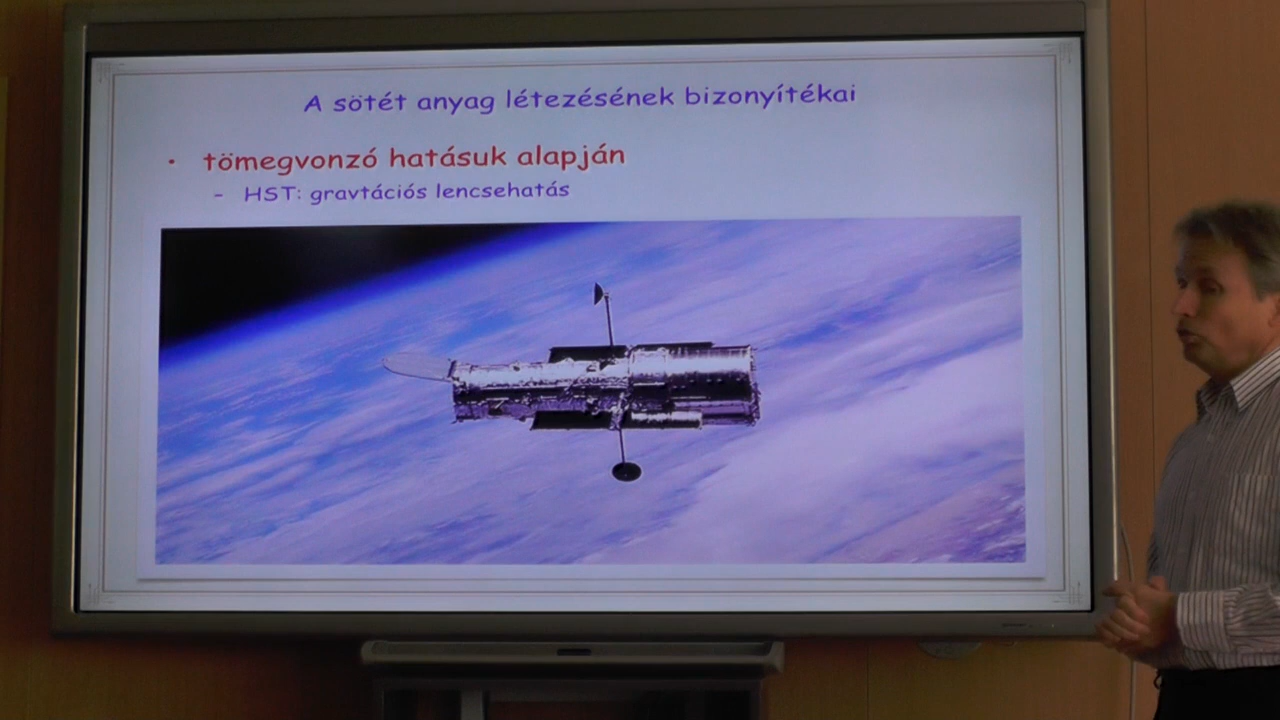 A sötét anyag létezésének bizonyítékai
• tömegvonzó hatásuk alapján
- HST: gravtációs lencsehatás